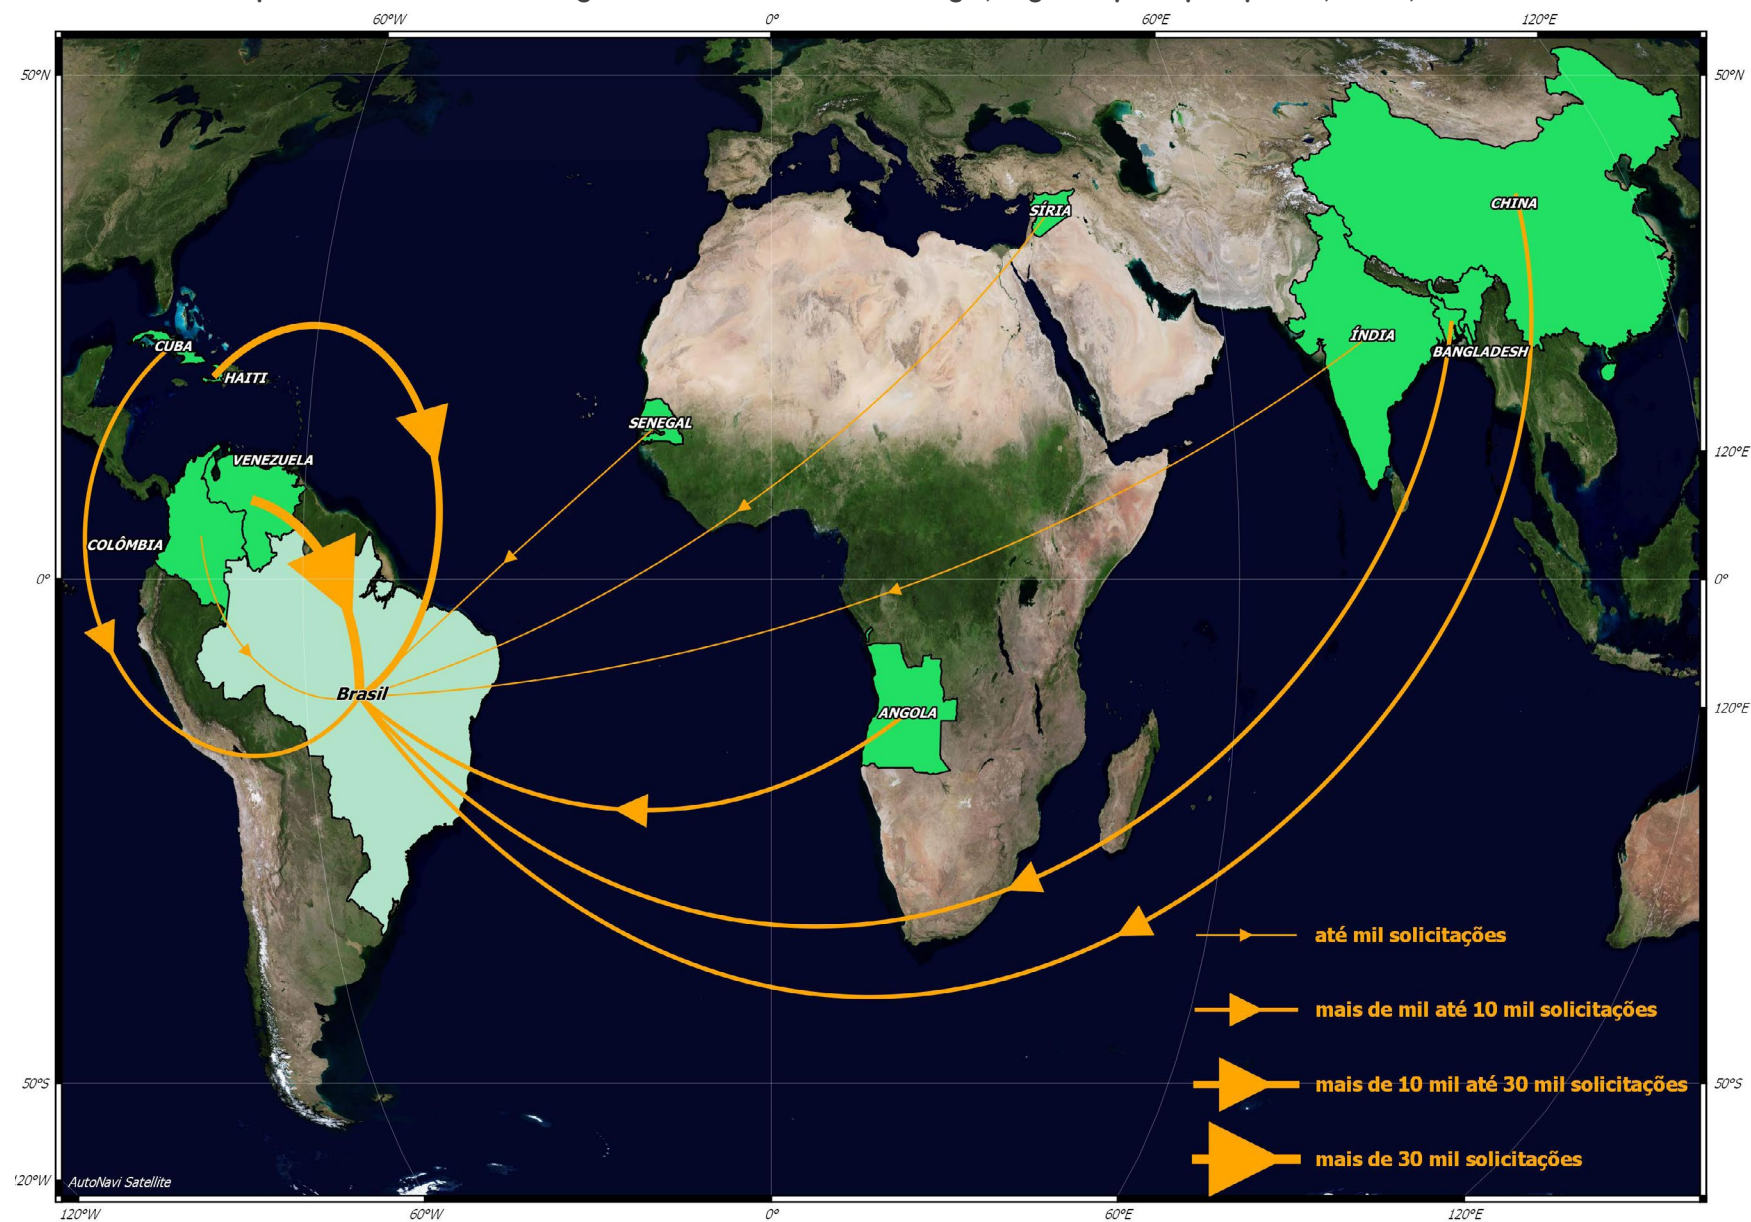 60°W 0° 60°E 120°E
50°N 50°N
SÍRIA
CHINA
CUBA
ÍNDIA
BANGLADESH
HAITI
SENEGAL
VENEZUELA
120°E
COLÔMBIA
0° 0°
Brasil
ANGOLA
120°E
até mil solicitações
mais de mil até 10 mil solicitações
50°S 50°S
mais de 10 mil até 30 mil solicitações
mais de 30 mil solicitações
AutoNavi Satellite
120°W 60°W 0° 60°E 120°E